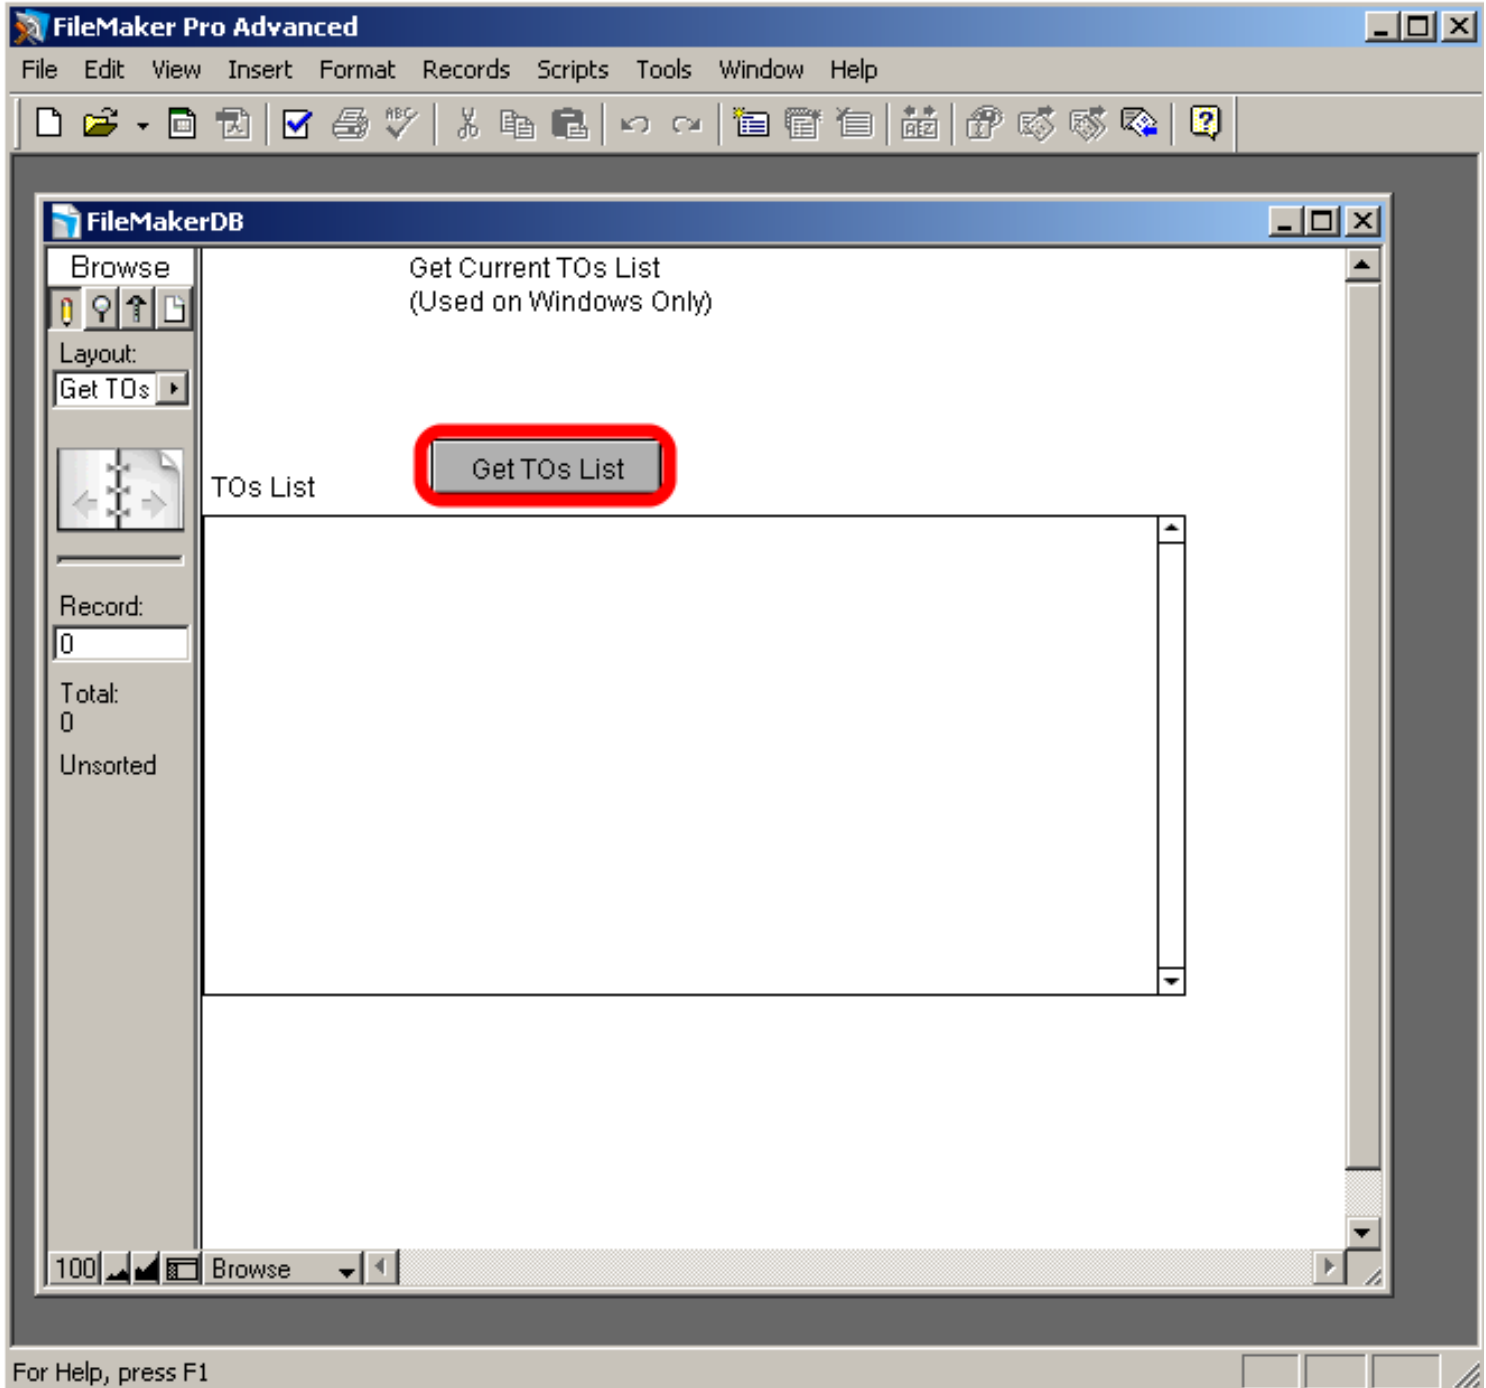 FileMaker Pro Advanced
File Edit View Insert Format Records Scripts Tools Window Help
FileMakerDB
Browse
Get Current TOs List
(Used on Windows Only)
Layout:
Get TOs
Get TOs List
TOs List
Record:
0
Total:
0
Unsorted
100 Browse
For Help, press F1